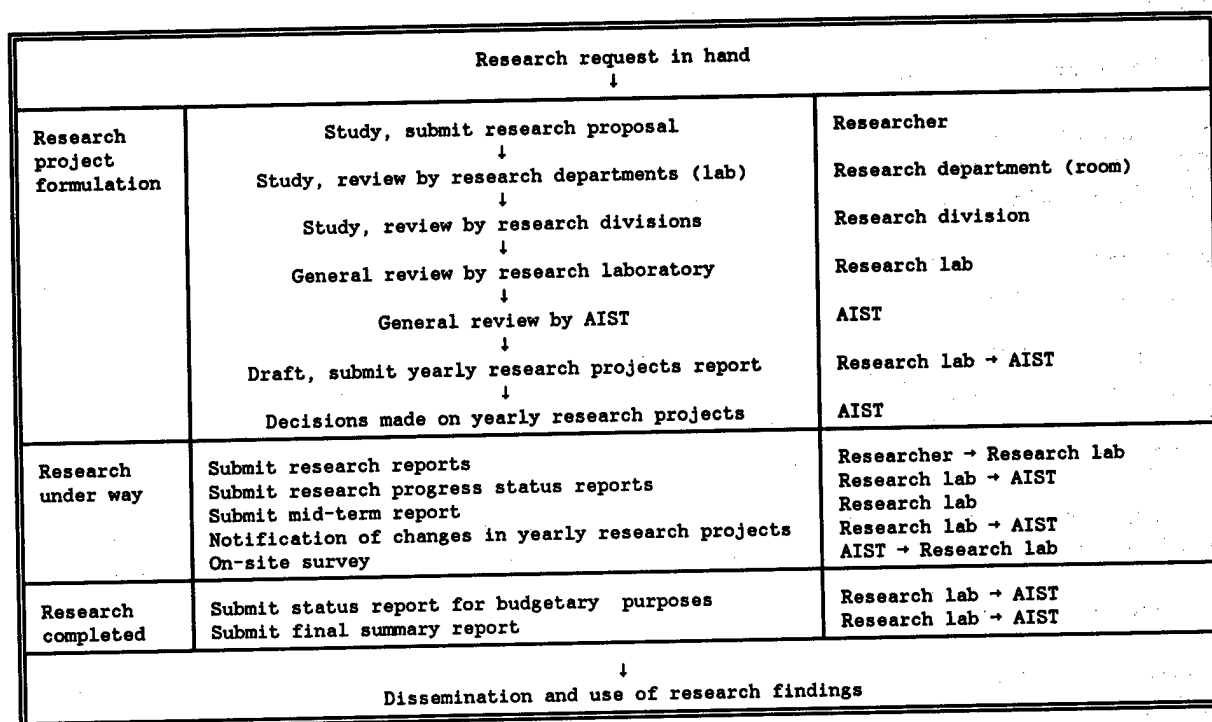 Research request in hand
↓
Research project formulation
Study, submit research proposal
Researcher
↓
Study, review by research departments (lab)
Research department (room)
↓
Study, review by research divisions
Research division
↓
General review by research laboratory
Research lab
↓
General review by AIST
AIST
↓
Draft, submit yearly research projects report
Research lab → AIST
↓
Decisions made on yearly research projects
AIST
Research under way
Submit research reports
Researcher → Research lab
Submit research progress status reports
Research lab → AIST
Submit mid-term report
Research lab
Notification of changes in yearly research projects
Research lab → AIST
On-site survey
AIST → Research lab
Research completed
Submit status report for budgetary purposes
Research lab → AIST
Submit final summary report
Research lab → AIST
↓
Dissemination and use of research findings